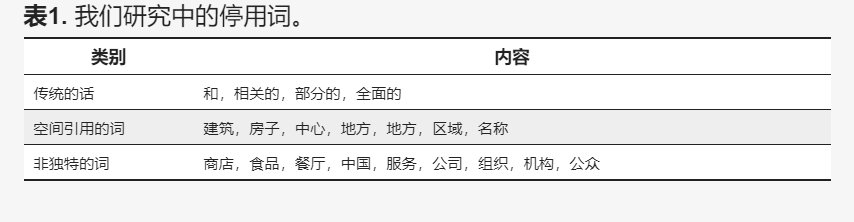 表1. 我们研究中的停用词。
类别 内容
传统的话 和，相关的，部分的，全面的
空间引用的词 建筑，房子，中心，地方，地方，区域，名称
非独特的词 商店，食品，餐厅，中国，服务，公司，组织，机构，公众